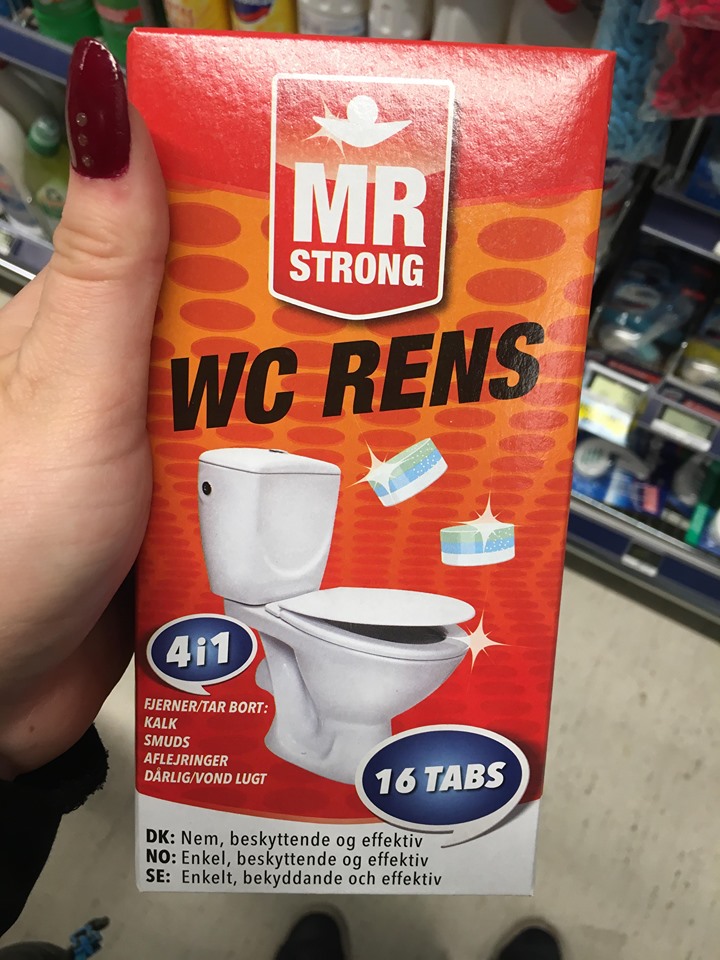 MR
STRONG
WC RENS
4i1
FJERNER/TAR BORT:
KALK
SMUDS
AFLEJRINGER
DÅRLIG/VOND LUGT
16 TABS
DK: Nem, beskyttende og effektiv
NO: Enkel, beskyttende og effektiv
SE: Enkelt, bekyddande och effektiv